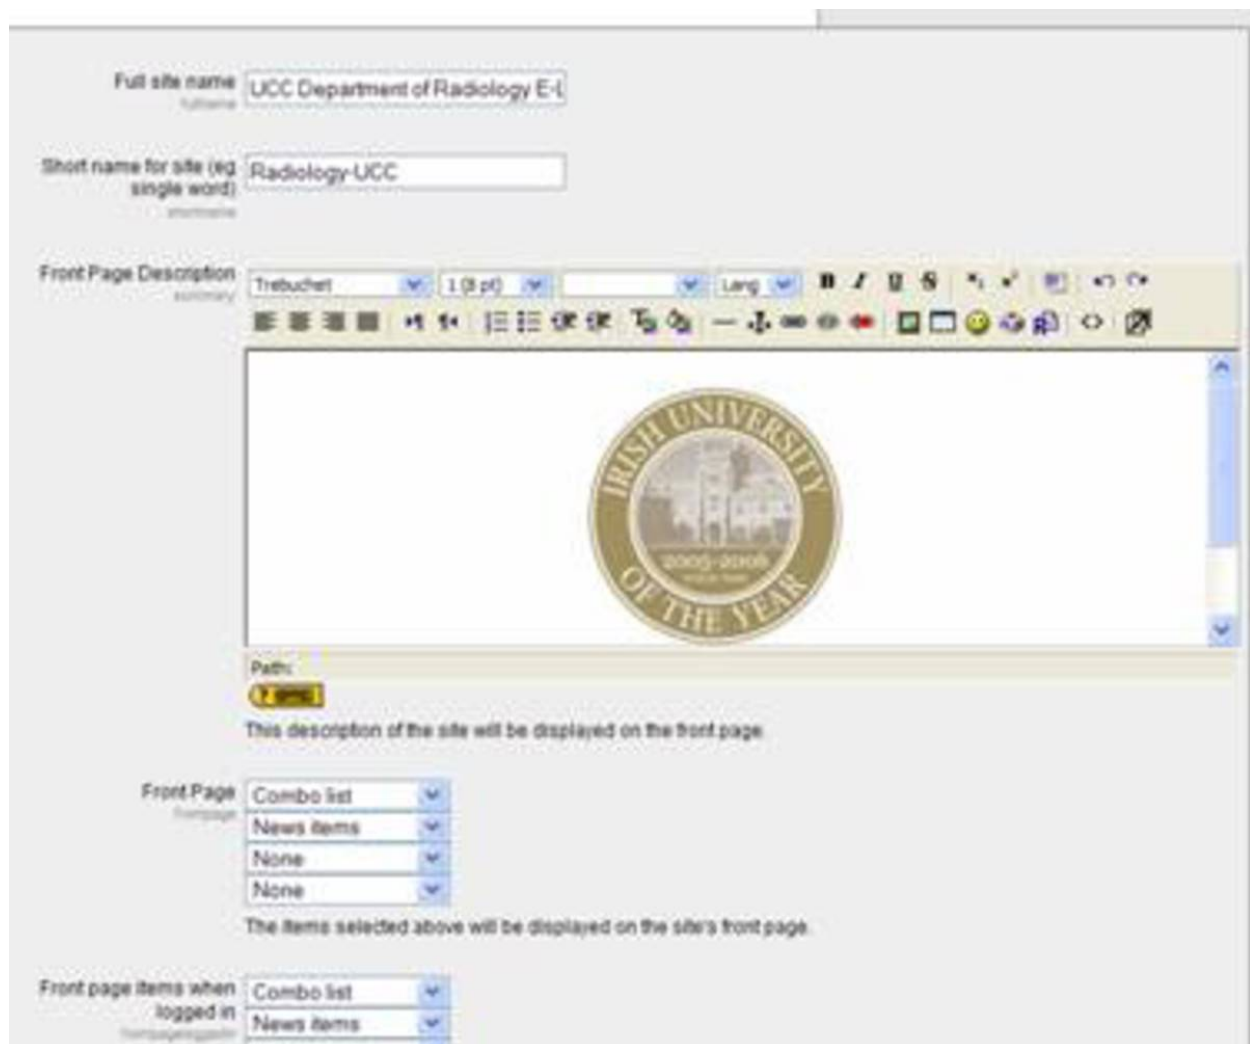 Full site name
fullname
UCC Department of Radiology E-L
Short name for site (eg
single word)
shortname
Radiology-UCC
Front Page Description
summary
Trebuchet
1 (8 pt)
Lang
B I U S
IRISH UNIVERSITY
2005-2006
OF THE YEAR
Path:
This description of the site will be displayed on the front page.
Front Page
frontpage
Combo list
News items
None
None
The items selected above will be displayed on the site's front page.
Front page items when
logged in
frontpageloggedin
Combo list
News items